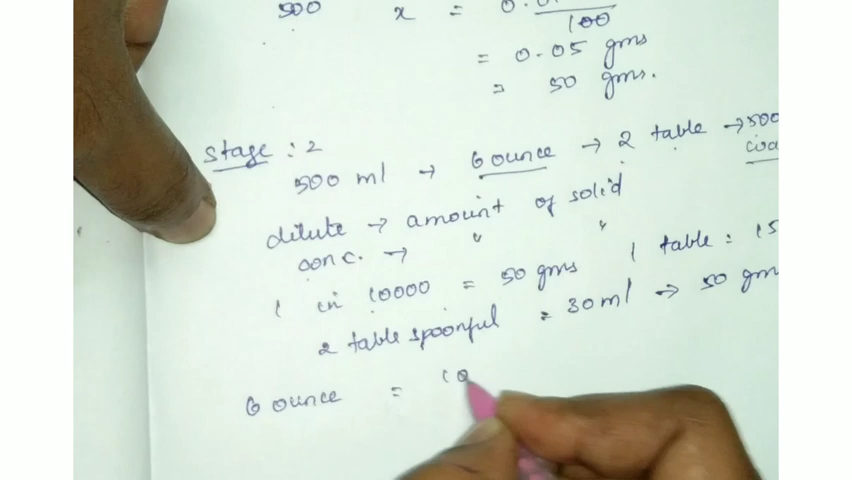 500 x = 0.0
100
= 0.05 gms
= 50 gms.
Stage : 2
500 ml → 6 ounce → 2 table → 500
dilute → amount of solid
conc. → " "
1 in 10000 = 50 gms 1 table = 15
2 table spoonful = 30 ml → 50 gm
6 ounce = 10